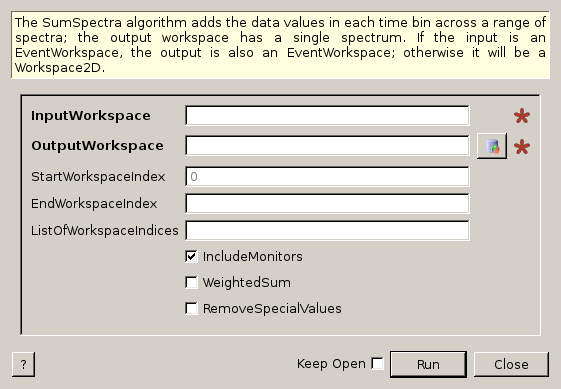 The SumSpectra algorithm adds the data values in each time bin across a range of
spectra; the output workspace has a single spectrum. If the input is an
EventWorkspace, the output is also an EventWorkspace; otherwise it will be a
Workspace2D.
InputWorkspace
OutputWorkspace
StartWorkspaceIndex 0
EndWorkspaceIndex
ListOfWorkspaceIndices
IncludeMonitors
WeightedSum
RemoveSpecialValues
? Keep Open Run Close